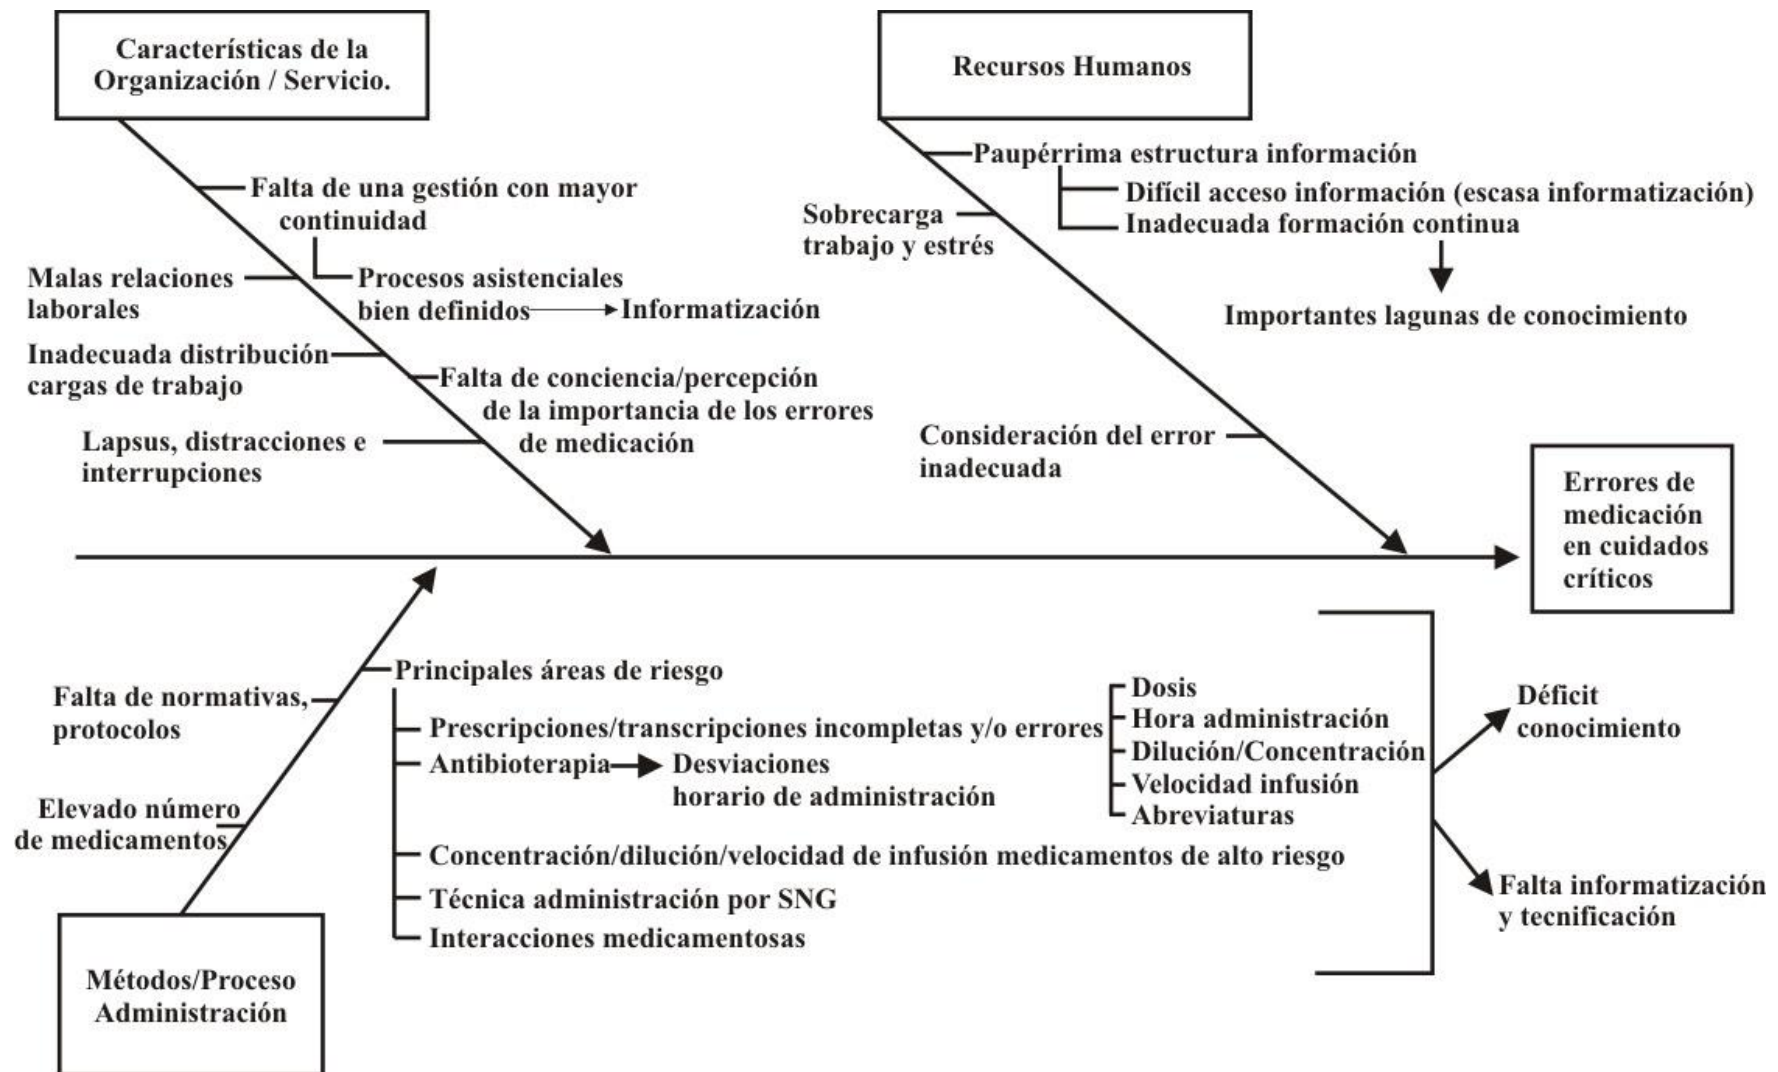 Características de la
Organización / Servicio.
Recursos Humanos
Falta de una gestión con mayor
continuidad
Malas relaciones
laborales
Procesos asistenciales
bien definidos
Informatización
Inadecuada distribución
cargas de trabajo
Falta de conciencia/percepción
de la importancia de los errores
de medicación
Lapsus, distracciones e
interrupciones
Paupérrima estructura información
Difícil acceso información (escasa informatización)
Inadecuada formación continua
Importantes lagunas de conocimiento
Sobrecarga
trabajo y estrés
Consideración del error
inadecuada
Errores de
medicación
en cuidados
críticos
Principales áreas de riesgo
Falta de normativas,
protocolos
Prescripciones/transcripciones incompletas y/o errores
Dosis
Hora administración
Dilución/Concentración
Velocidad infusión
Abreviaturas
Antibioterapia
Desviaciones
horario de administración
Elevado número
de medicamentos
Concentración/dilución/velocidad de infusión medicamentos de alto riesgo
Técnica administración por SNG
Interacciones medicamentosas
Déficit
conocimiento
Falta informatización
y tecnificación
Métodos/Proceso
Administración